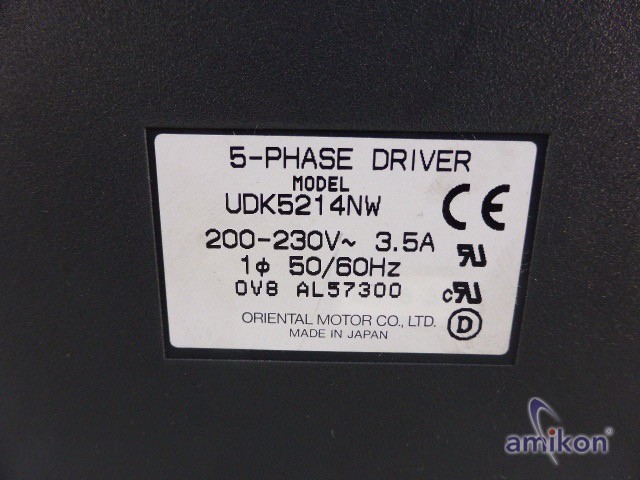 5-PHASE DRIVER
MODEL
UDK5214NW
CE
200-230V~ 3.5A
1ϕ 50/60Hz
0V8 AL57300
ORIENTAL MOTOR CO., LTD.
MADE IN JAPAN
D
amikon®